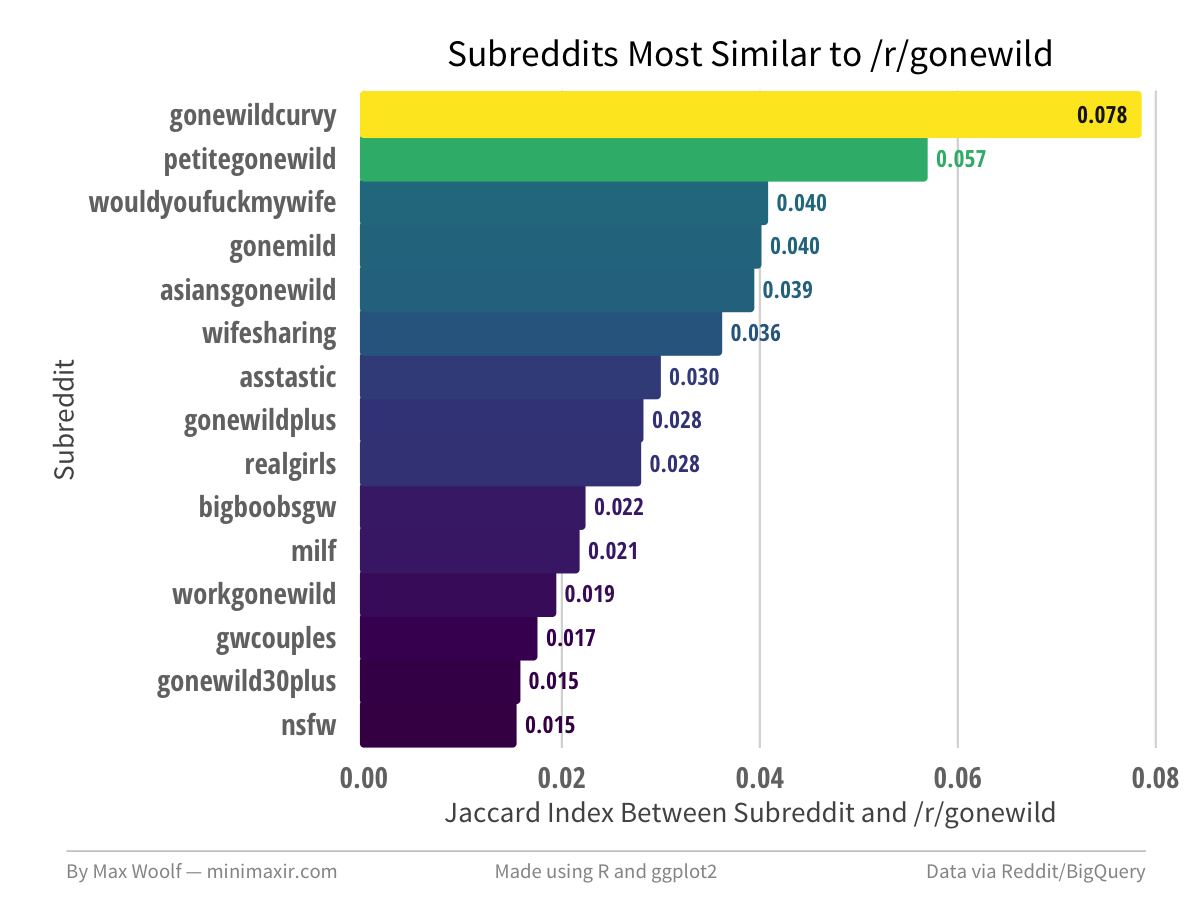 Subreddits Most Similar to /r/gonewild
gonewildcurvy 0.078
petitegonewild 0.057
wouldyoufuckmywife 0.040
gonemild 0.040
asiansgonewild 0.039
wifesharing 0.036
asstastic 0.030
gonewildplus 0.028
realgirls 0.028
bigboobsgw 0.022
milf 0.021
workgonewild 0.019
gwcouples 0.017
gonewild30plus 0.015
nsfw 0.015
Subreddit
0.00 0.02 0.04 0.06 0.08
Jaccard Index Between Subreddit and /r/gonewild
By Max Woolf — minimaxir.com Made using R and ggplot2 Data via Reddit/BigQuery